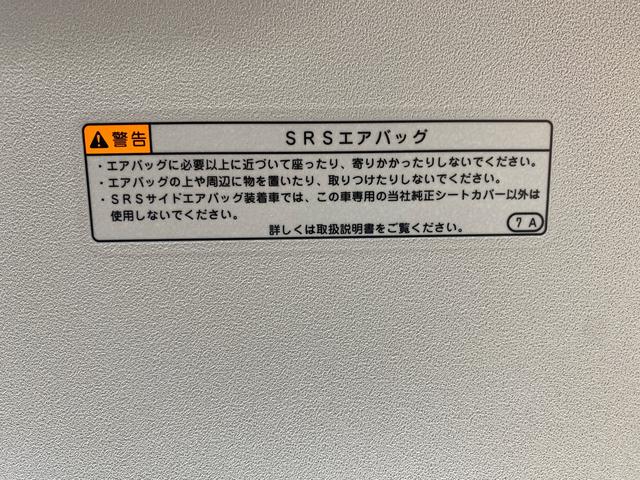 警告 SRSエアバッグ
・エアバッグに必要以上に近づいて座ったり、寄りかかったりしないでください。
・エアバッグの上や周辺に物を置いたり、取りつけたりしないでください。
・SRSサイドエアバッグ装着車では、この車専用の当社純正シートカバー以外は
使用しないでください。
詳しくは取扱説明書をご覧ください。 7A